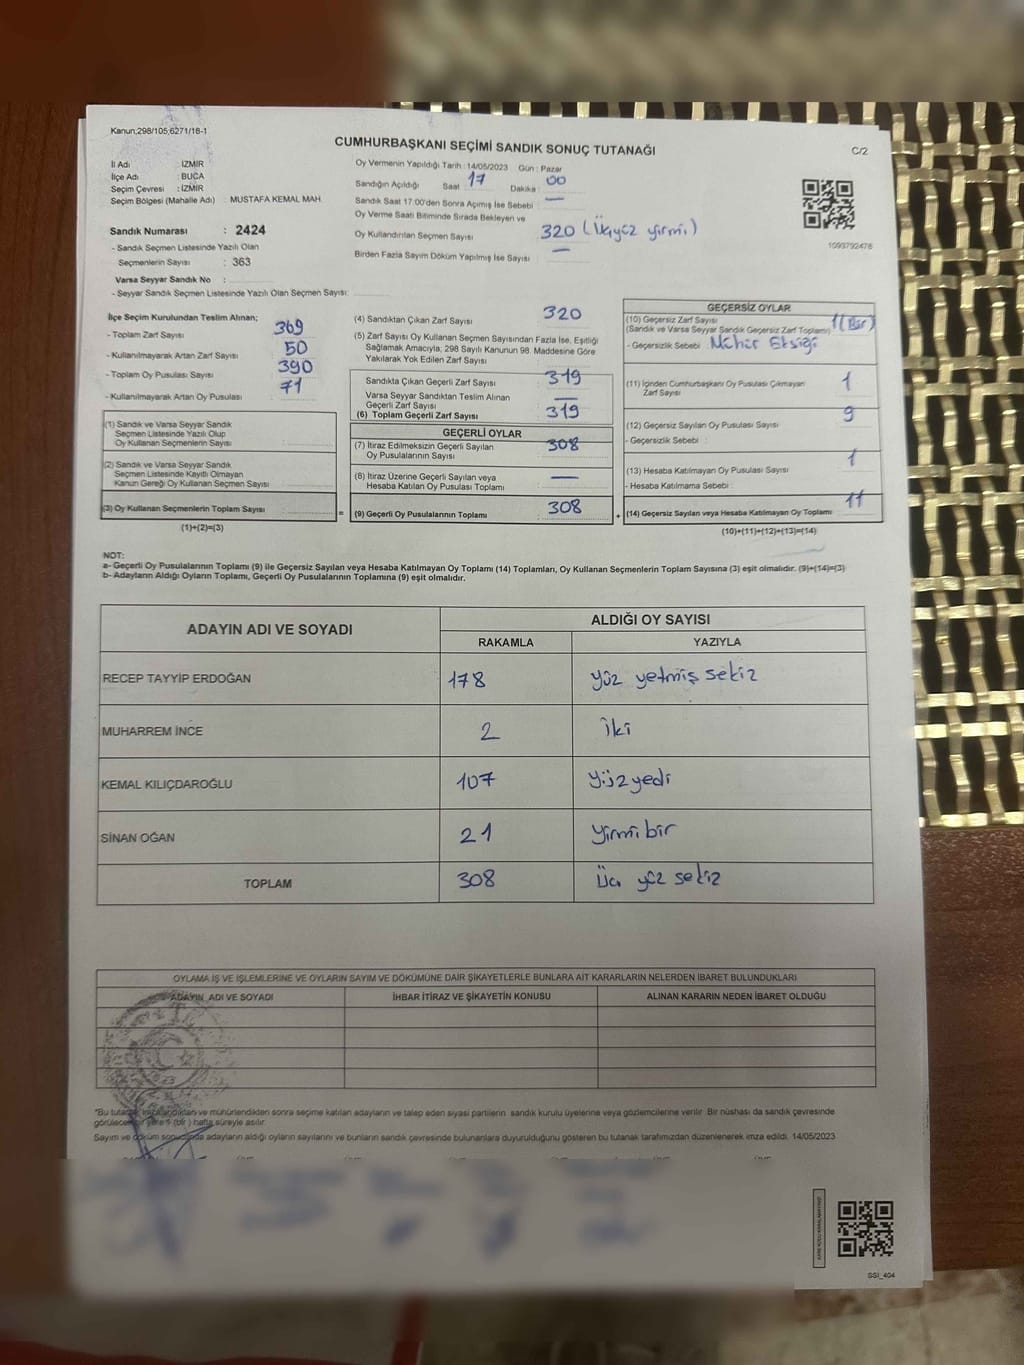 Kanun;298/105;6271/18-1
CUMHURBAŞKANI SEÇİMİ SANDIK SONUÇ TUTANAĞI
C/2
İl Adı : İZMİR
İlçe Adı : BUCA
Seçim Çevresi : İZMİR
Seçim Bölgesi (Mahalle Adı) : MUSTAFA KEMAL MAH.
Oy Vermenin Yapıldığı Tarih : 14/05/2023 Gün : Pazar
Sandığın Açıldığı Saat : 17 Dakika : 00
Sandık Saat 17:00'den Sonra Açımış İse Sebebi : —
Oy Verme Saati Bitiminde Sırada Bekleyen ve
Oy Kullandırılan Seçmen Sayısı : 320 (Üçyüz yirmi)
Birden Fazla Sayım Döküm Yapılmış İse Sayısı : —
1093792478
Sandık Numarası : 2424
- Sandık Seçmen Listesinde Yazılı Olan
Seçmenlerin Sayısı : 363
Varsa Seyyar Sandık No :
- Seyyar Sandık Seçmen Listesinde Yazılı Olan Seçmen Sayısı:
İlçe Seçim Kurulundan Teslim Alınan;
- Toplam Zarf Sayısı : 369
- Kullanılmayarak Artan Zarf Sayısı : 50
- Toplam Oy Pusulası Sayısı : 390
- Kullanılmayarak Artan Oy Pusulası : 71
(1) Sandık ve Varsa Seyyar Sandık
Seçmen Listesinde Yazılı Olup
Oy Kullanan Seçmenlerin Sayısı :
(2) Sandık ve Varsa Seyyar Sandık
Seçmen Listesinde Kayıtlı Olmayan
Kanun Gereği Oy Kullanan Seçmen Sayısı :
(3) Oy Kullanan Seçmenlerin Toplam Sayısı :
(1)+(2)=(3)
(4) Sandıktan Çıkan Zarf Sayısı : 320
(5) Zarf Sayısı Oy Kullanan Seçmen Sayısından Fazla İse, Eşitliği
Sağlamak Amacıyla, 298 Sayılı Kanunun 98. Maddesine Göre
Yakılarak Yok Edilen Zarf Sayısı :
Sandıkta Çıkan Geçerli Zarf Sayısı : 319
Varsa Seyyar Sandıktan Teslim Alınan
Geçerli Zarf Sayısı : —
(6) Toplam Geçerli Zarf Sayısı : 319
GEÇERLİ OYLAR
(7) İtiraz Edilmeksizin Geçerli Sayılan
Oy Pusulalarının Sayısı : 308
(8) İtiraz Üzerine Geçerli Sayılan veya
Hesaba Katılan Oy Pusulası Toplamı : —
= (9) Geçerli Oy Pusulalarının Toplamı : 308
GEÇERSİZ OYLAR
(10) Geçersiz Zarf Sayısı
(Sandık ve Varsa Seyyar Sandık Geçersiz Zarf Toplamı) : 1 (Bir)
- Geçersizlik Sebebi : Mühür Eksiği
(11) İçinden Cumhurbaşkanı Oy Pusulası Çıkmayan
Zarf Sayısı : 1
(12) Geçersiz Sayılan Oy Pusulası Sayısı : 9
- Geçersizlik Sebebi :
(13) Hesaba Katılmayan Oy Pusulası Sayısı : 1
- Hesaba Katılmama Sebebi :
+ (14) Geçersiz Sayılan veya Hesaba Katılmayan Oy Toplamı : 11
(10)+(11)+(12)+(13)=(14)
NOT:
a- Geçerli Oy Pusulalarının Toplamı (9) ile Geçersiz Sayılan veya Hesaba Katılmayan Oy Toplamı (14) Toplamları, Oy Kullanan Seçmenlerin Toplam Sayısına (3) eşit olmalıdır. (9)+(14)=(3)
b- Adayların Aldığı Oyların Toplamı, Geçerli Oy Pusulalarının Toplamına (9) eşit olmalıdır.
ADAYIN ADI VE SOYADI
ALDIĞI OY SAYISI
RAKAMLA YAZIYLA
RECEP TAYYİP ERDOĞAN 178 yüz yetmiş sekiz
MUHARREM İNCE 2 iki
KEMAL KILIÇDAROĞLU 107 yüzyedi
SİNAN OĞAN 21 yirmi bir
TOPLAM 308 Üç yüz sekiz
OYLAMA İŞ VE İŞLEMLERİNE VE OYLARIN SAYIM VE DÖKÜMÜNE DAİR ŞİKAYETLERLE BUNLARA AİT KARARLARIN NELERDEN İBARET BULUNDUKLARI
ADAYIN ADI VE SOYADI İHBAR İTİRAZ VE ŞİKAYETİN KONUSU ALINAN KARARIN NEDEN İBARET OLDUĞU
*Bu tutanak imzalandıktan ve mühürlendikten sonra seçime katılan adayların ve talep eden siyasi partilerin sandık kurulu üyelerine veya gözlemcilerine verilir. Bir nüshası da sandık çevresinde
görülecek bir yere 1 (bir) hafta süreyle asılır.
Sayım ve döküm sonucunda adayların aldığı oyların sayılarını ve bunların sandık çevresinde bulunanlara duyurulduğunu gösteren bu tutanak tarafımızdan düzenlenerek imza edildi. 14/05/2023
SSİ_404